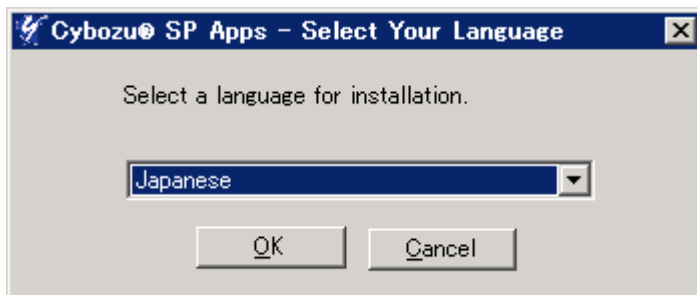 Cybozu® SP Apps - Select Your Language
Select a language for installation.
Japanese
OK Cancel